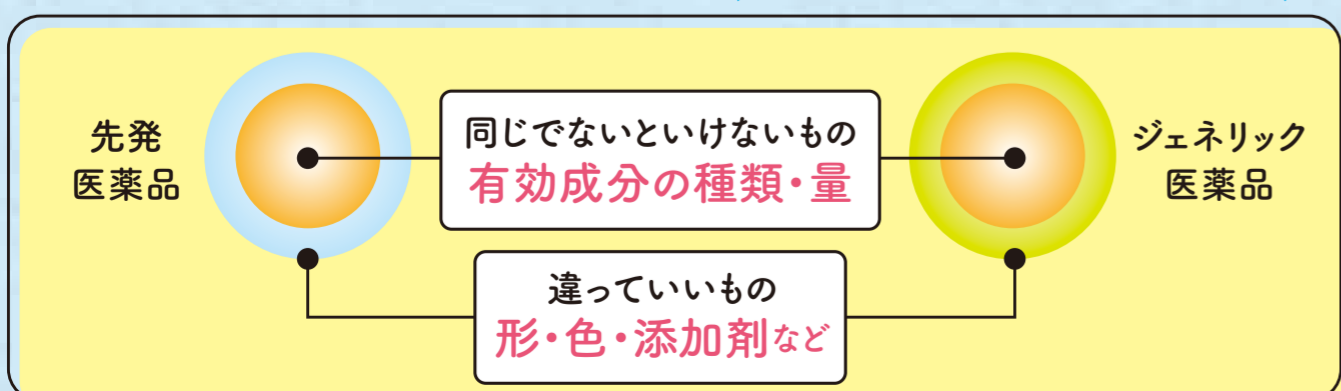 先発
医薬品
同じでないといけないもの
有効成分の種類・量
ジェネリック
医薬品
違っていいもの
形・色・添加剤など